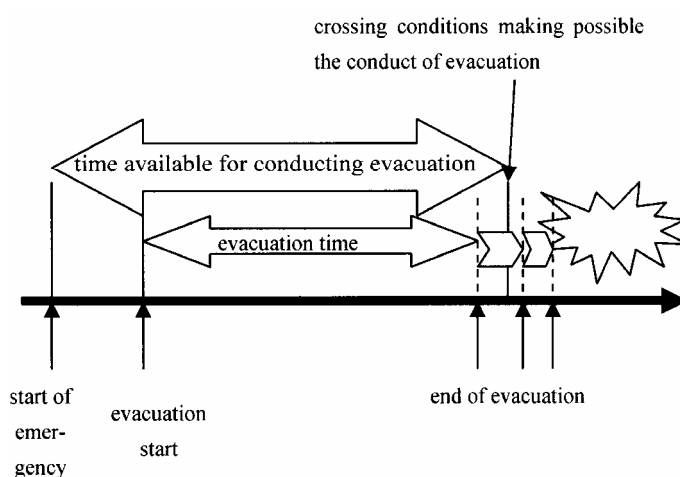 crossing conditions making possible
the conduct of evacuation
time available for conducting evacuation
evacuation time
start of
emer-
gency
evacuation
start
end of evacuation